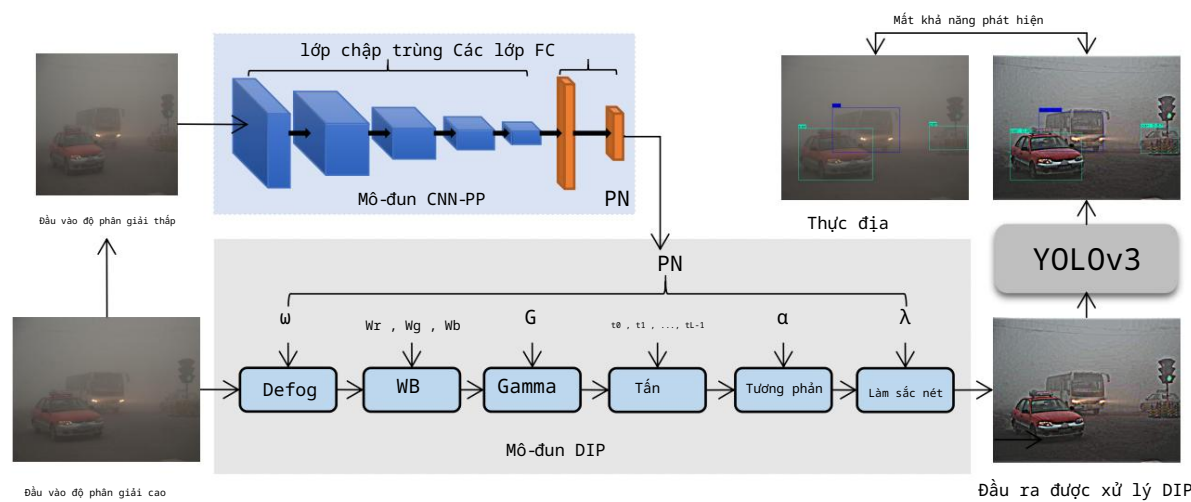 Mất khả năng phát hiện
lớp chập trùng Các lớp FC
Mô-đun CNN-PP
PN
Đầu vào độ phân giải thấp
Thực địa
YOLOv3
PN
ω
Wr , Wg , Wb
G
t0 , t1 , ..., tL-1
α
λ
Defog
WB
Gamma
Tấn
Tương phản
Làm sắc nét
Mô-đun DIP
Đầu vào độ phân giải cao
Đầu ra được xử lý DIP